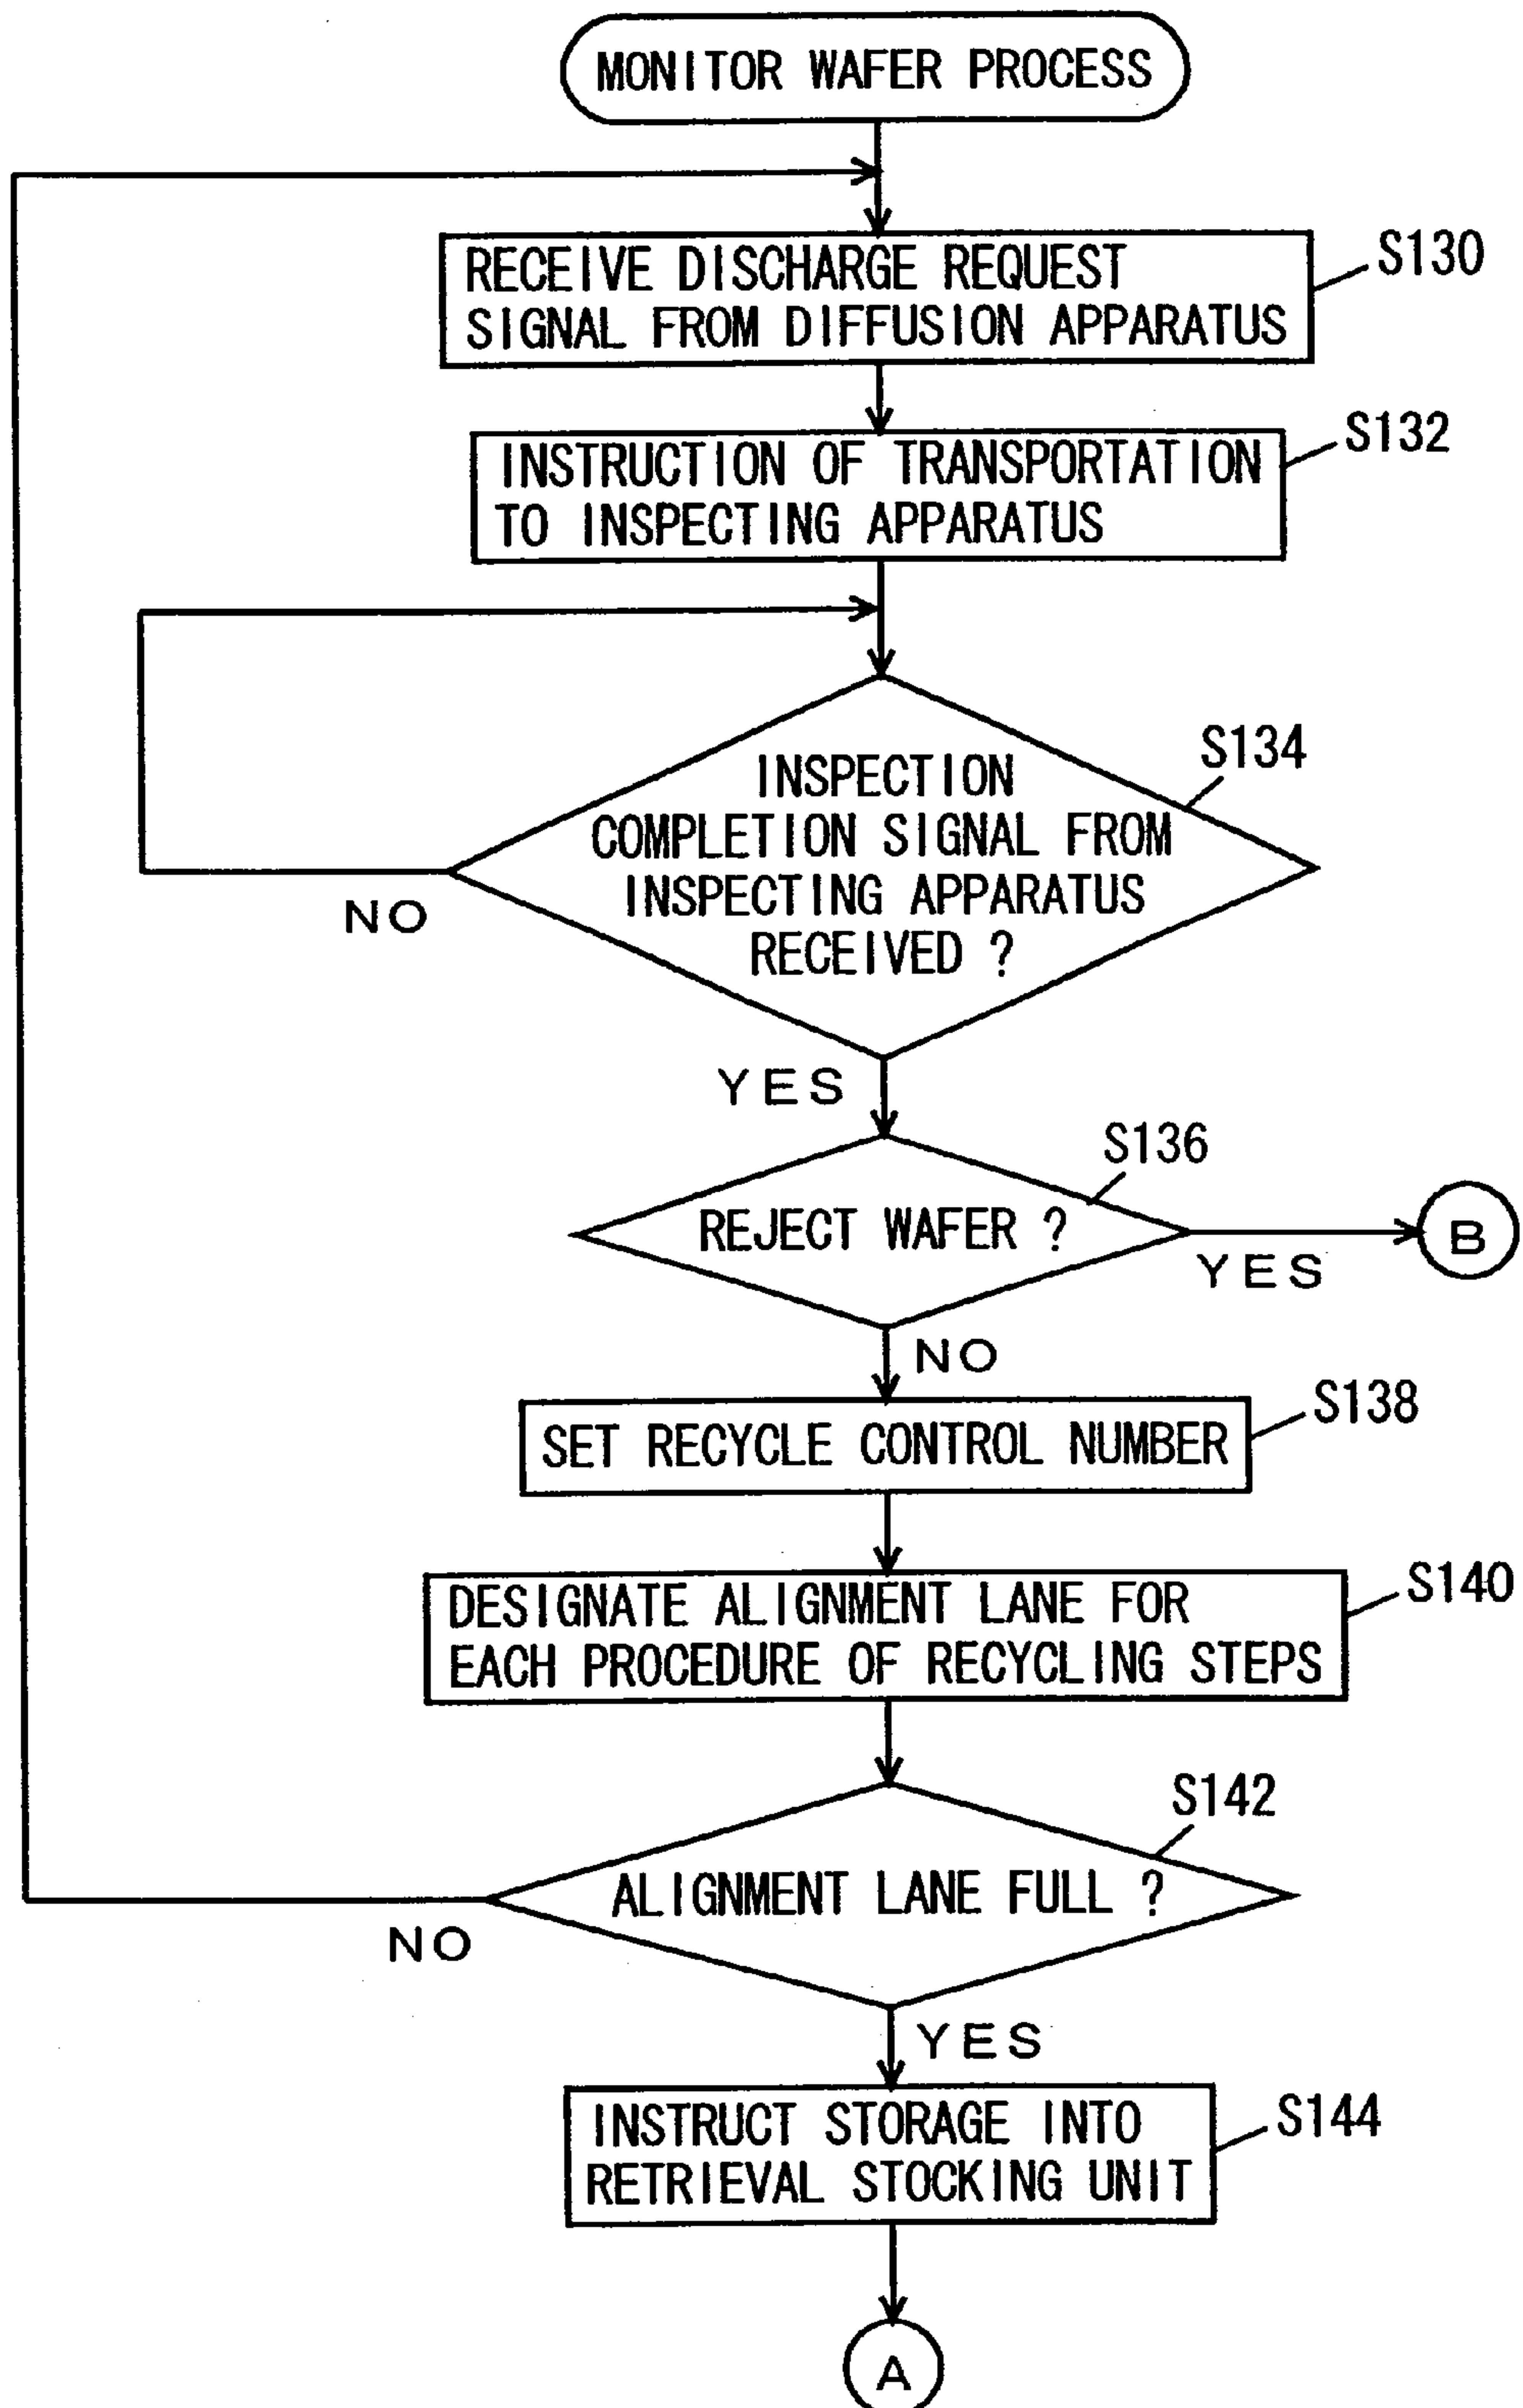 MONITOR WAFER PROCESS
RECEIVE DISCHARGE REQUEST
SIGNAL FROM DIFFUSION APPARATUS
S130
INSTRUCTION OF TRANSPORTATION
TO INSPECTING APPARATUS
S132
S134
INSPECTION
COMPLETION SIGNAL FROM
INSPECTING APPARATUS
RECEIVED ?
NO
YES
S136
REJECT WAFER ?
YES
B
NO
SET RECYCLE CONTROL NUMBER
S138
DESIGNATE ALIGNMENT LANE FOR
EACH PROCEDURE OF RECYCLING STEPS
S140
S142
ALIGNMENT LANE FULL ?
NO
YES
INSTRUCT STORAGE INTO
RETRIEVAL STOCKING UNIT
S144
A